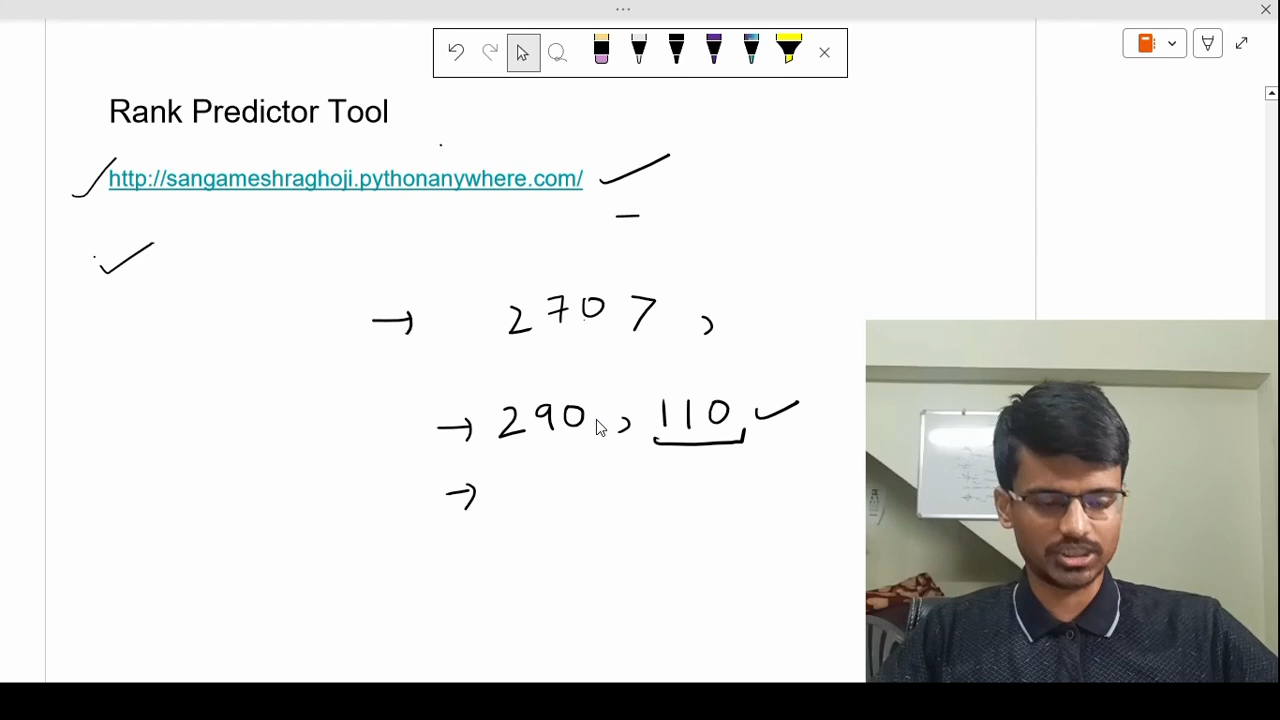 Rank Predictor Tool
http://sangameshraghoji.pythonanywhere.com/
→ 2707,
→ 290, 110 ✓
→